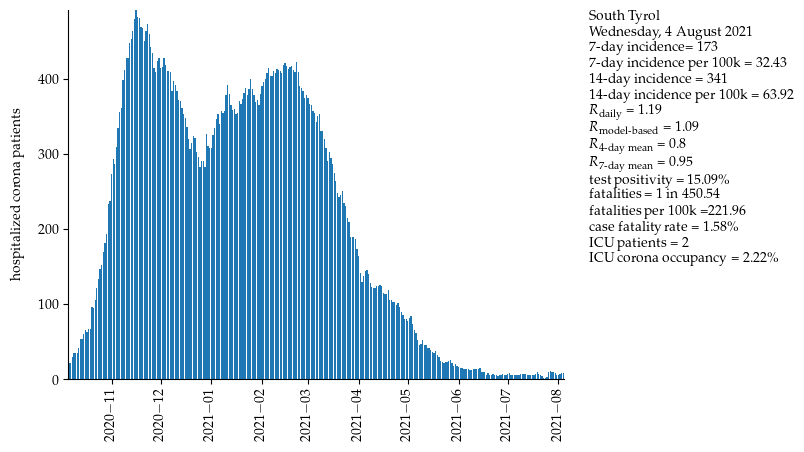 South Tyrol
Wednesday, 4 August 2021
7-day incidence= 173
7-day incidence per 100k = 32.43
14-day incidence = 341
14-day incidence per 100k = 63.92
R daily = 1.19
R model-based = 1.09
R 4-day mean = 0.8
R 7-day mean = 0.95
test positivity = 15.09%
fatalities = 1 in 450.54
fatalities per 100k =221.96
case fatality rate = 1.58%
ICU patients = 2
ICU corona occupancy = 2.22%
hospitalized corona patients
400
300
200
100
0
2020−11
2020−12
2021−01
2021−02
2021−03
2021−04
2021−05
2021−06
2021−07
2021−08